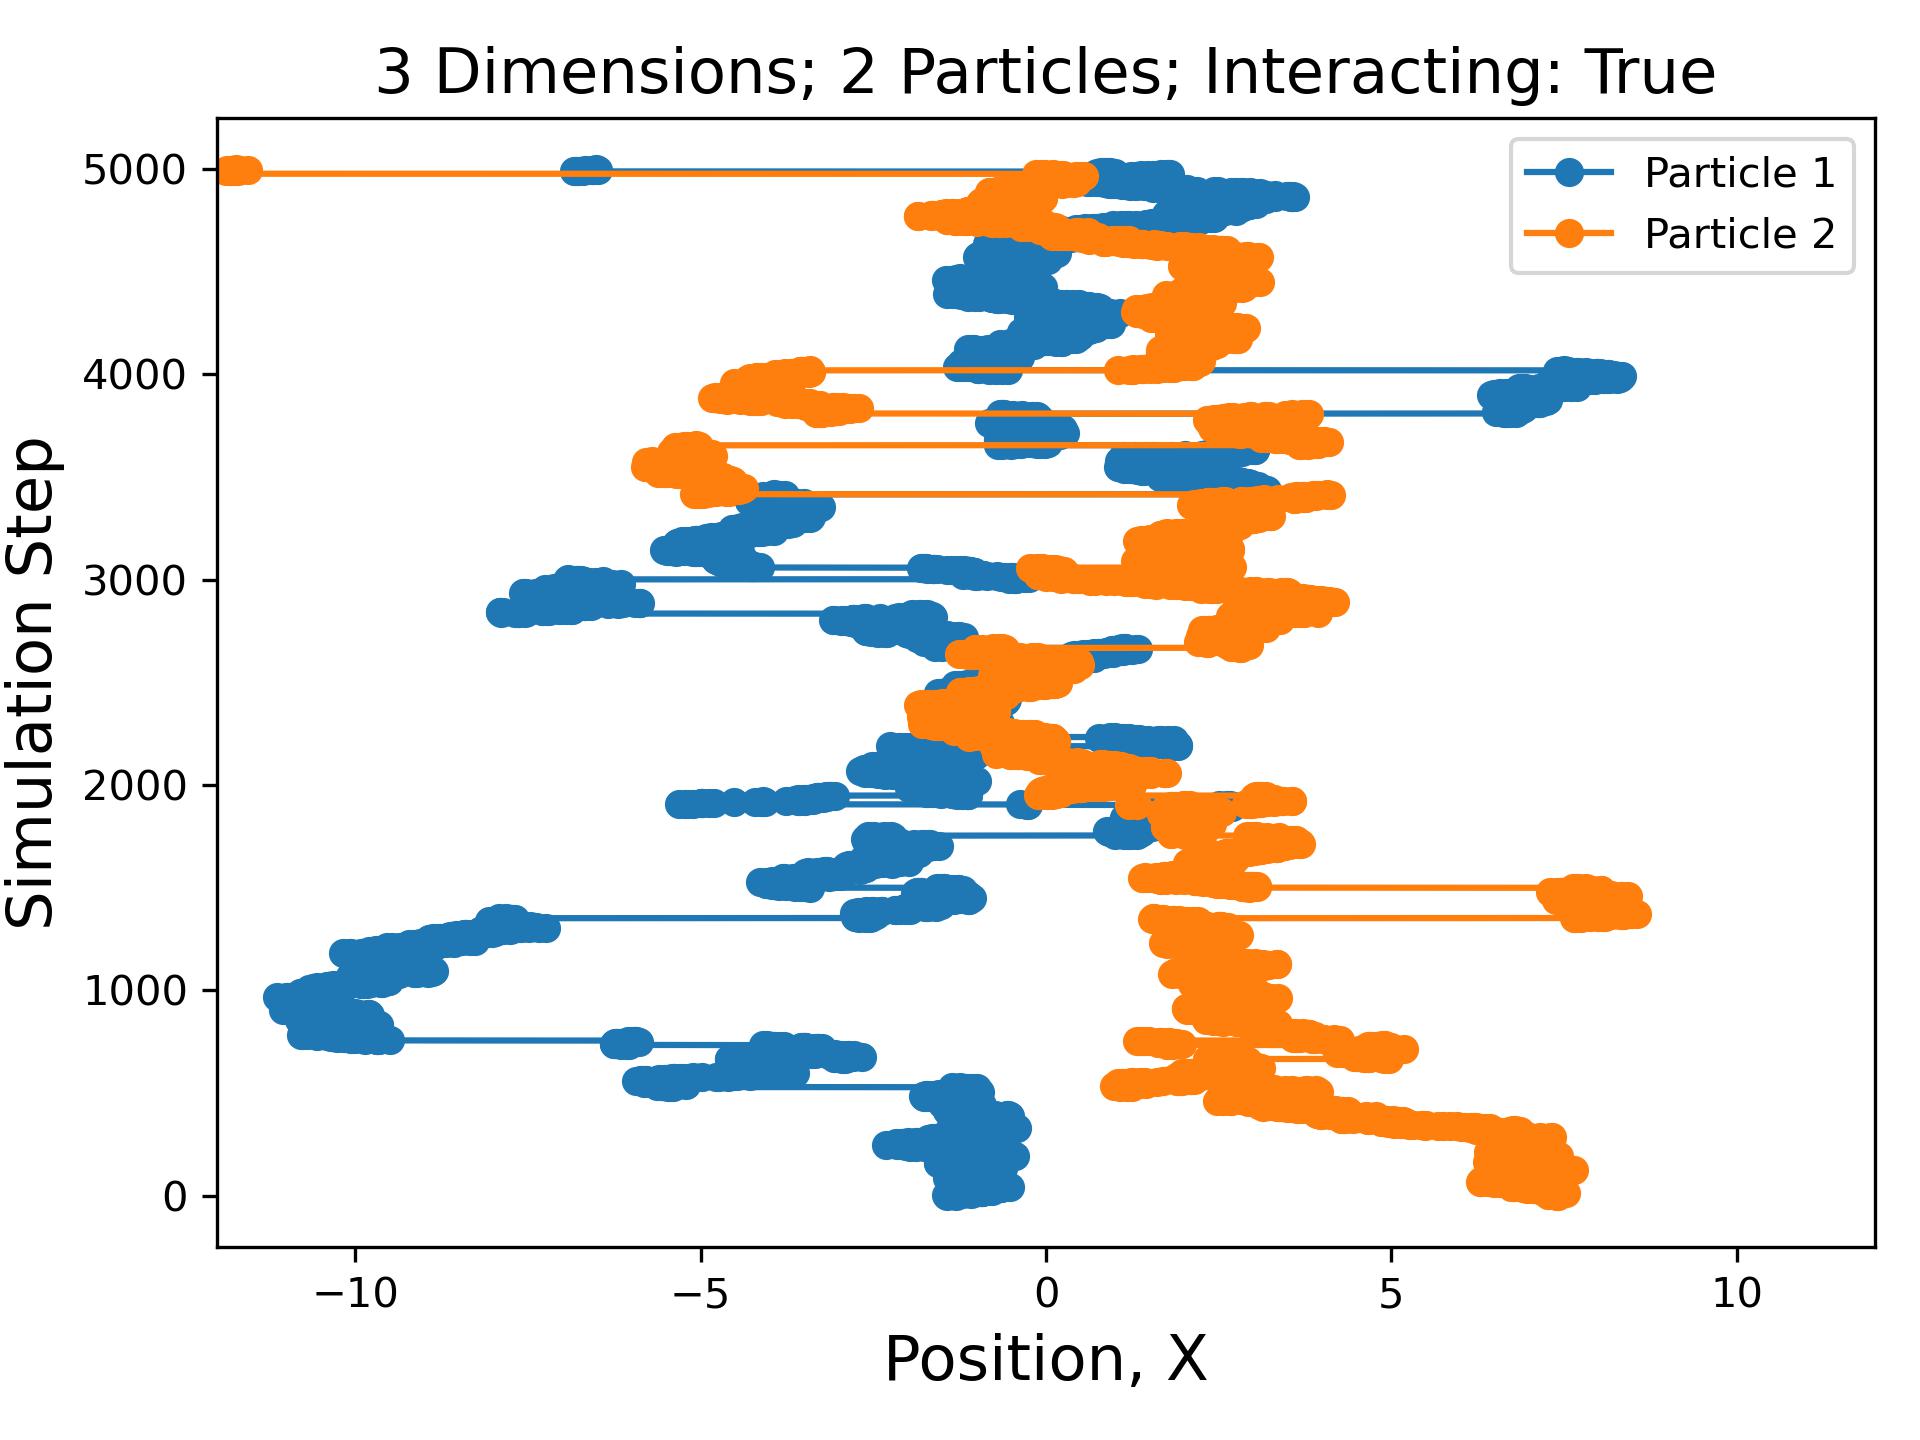 3 Dimensions; 2 Particles; Interacting: True
Particle 1
Particle 2
5000
4000
3000
2000
1000
0
Simulation Step
−10
−5
0
5
10
Position, X